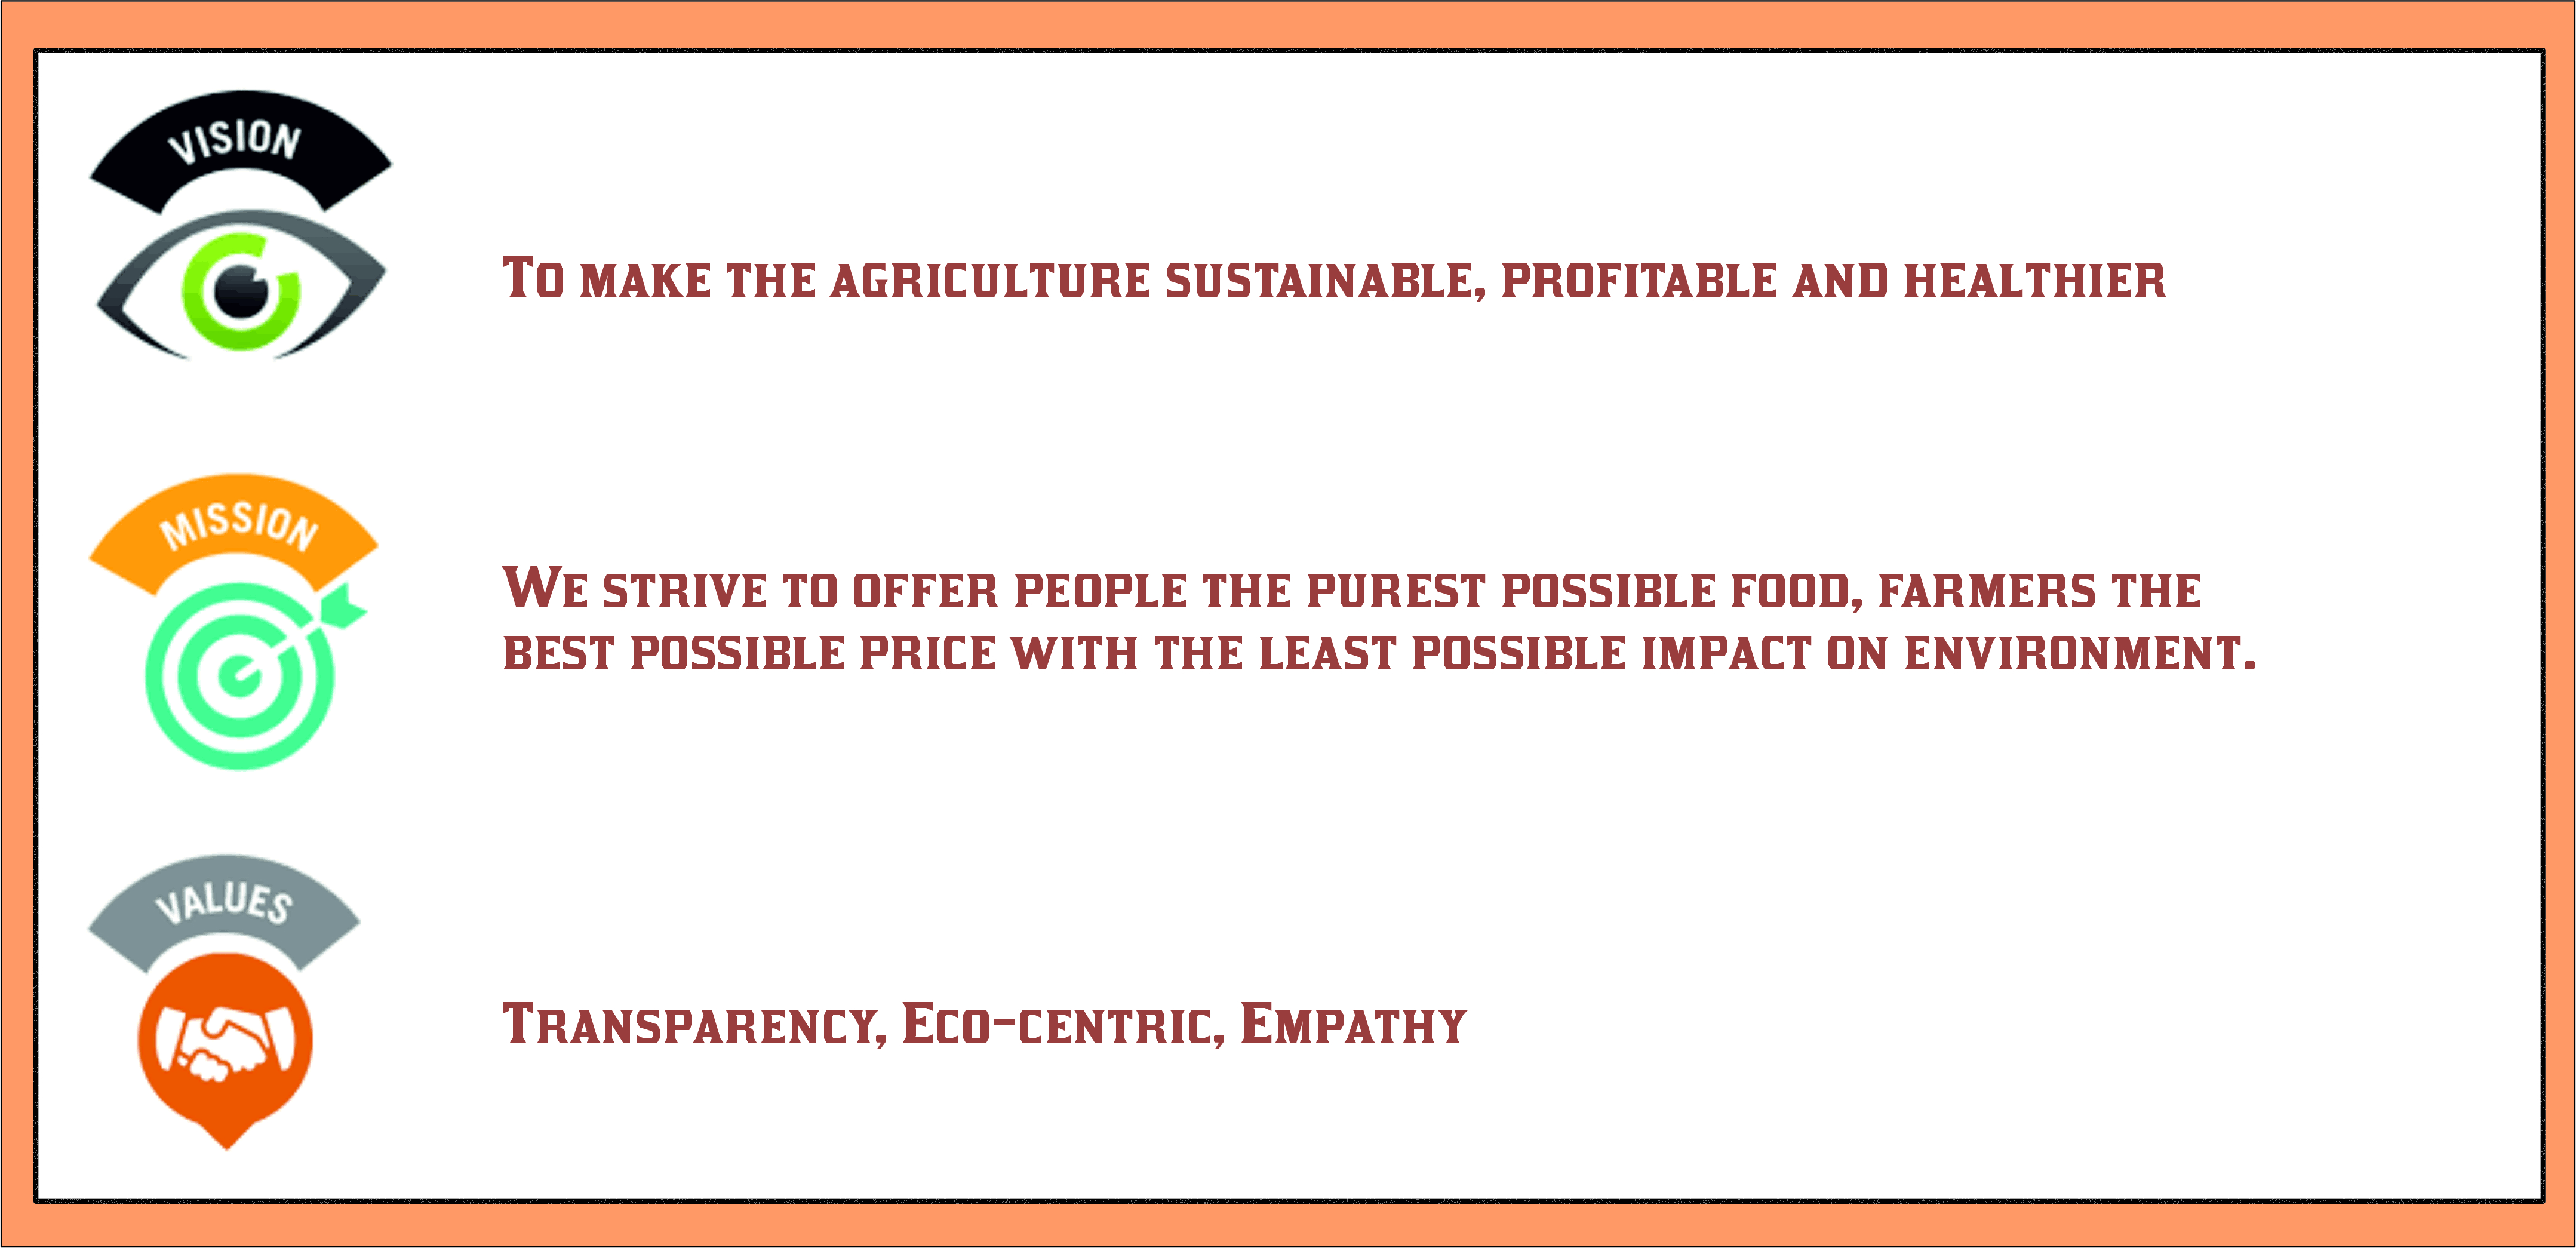 VISION
To make the agriculture sustainable, profitable and healthier
MISSION
We strive to offer people the purest possible food, farmers the
best possible price with the least possible impact on environment.
VALUES
Transparency, Eco-centric, Empathy